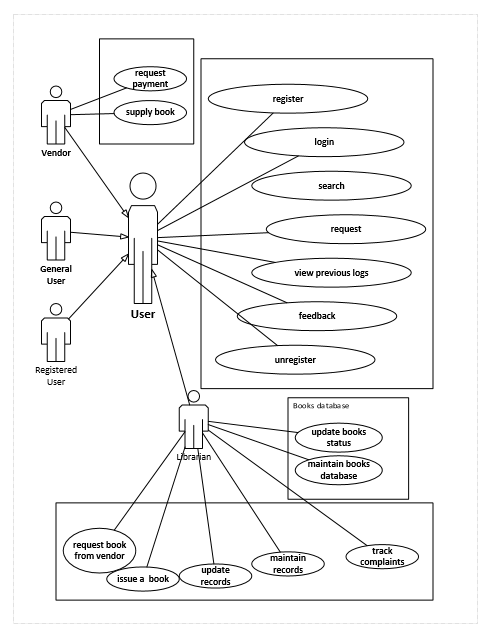 request
payment
supply book
Vendor
register
login
search
request
view previous logs
feedback
unregister
General
User
User
Registered
User
Librarian
Books database
update books
status
maintain books
database
request book
from vendor
issue a  book
update
records
maintain
records
track
complaints